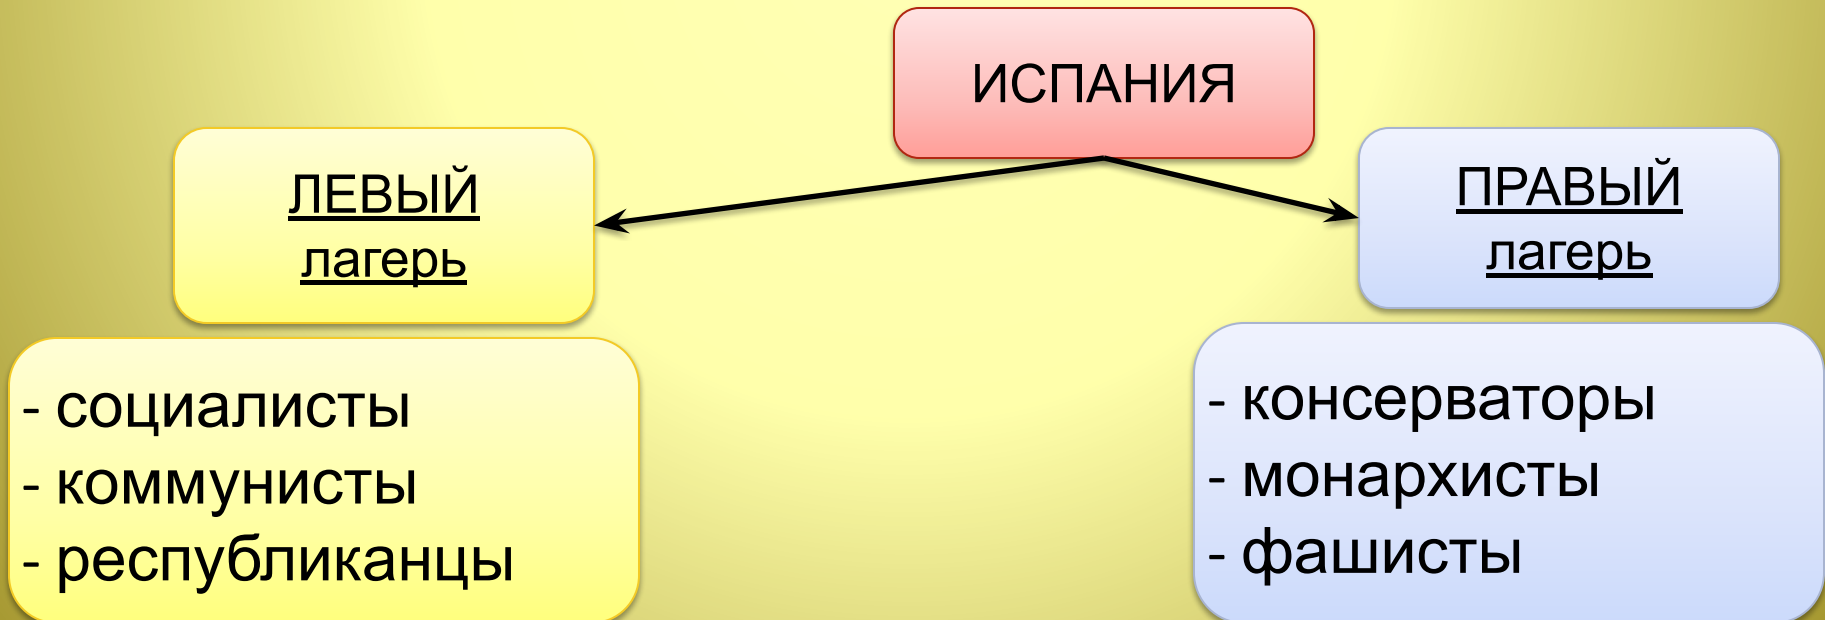 ИСПАНИЯ
ЛЕВЫЙ
лагерь
- социалисты
- коммунисты
- республиканцы
ПРАВЫЙ
лагерь
- консерваторы
- монархисты
- фашисты